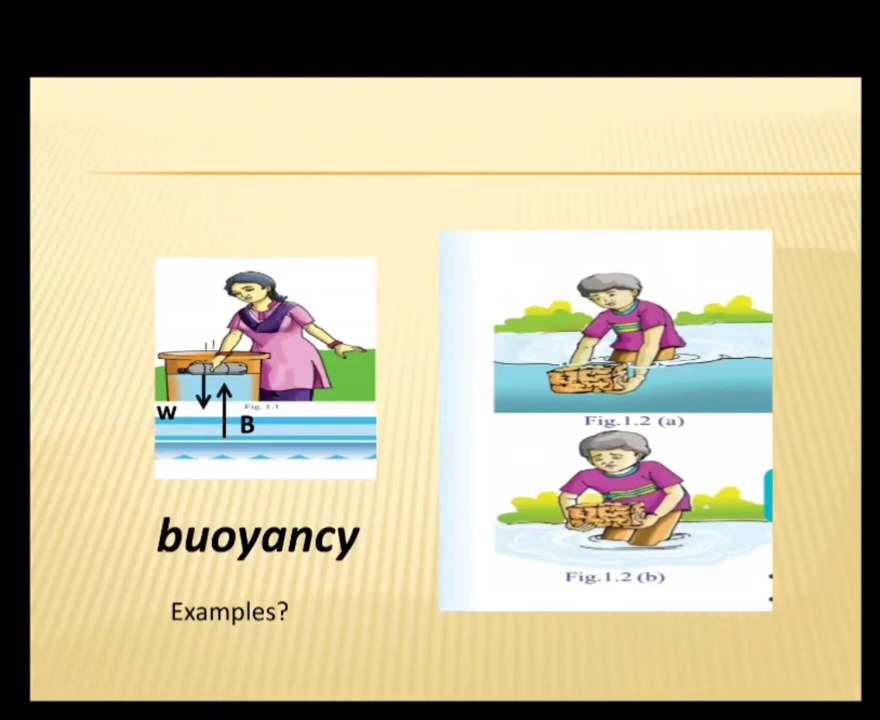 W
B
Fig. 1.1
buoyancy
Examples?
Fig.1.2 (a)
Fig.1.2 (b)